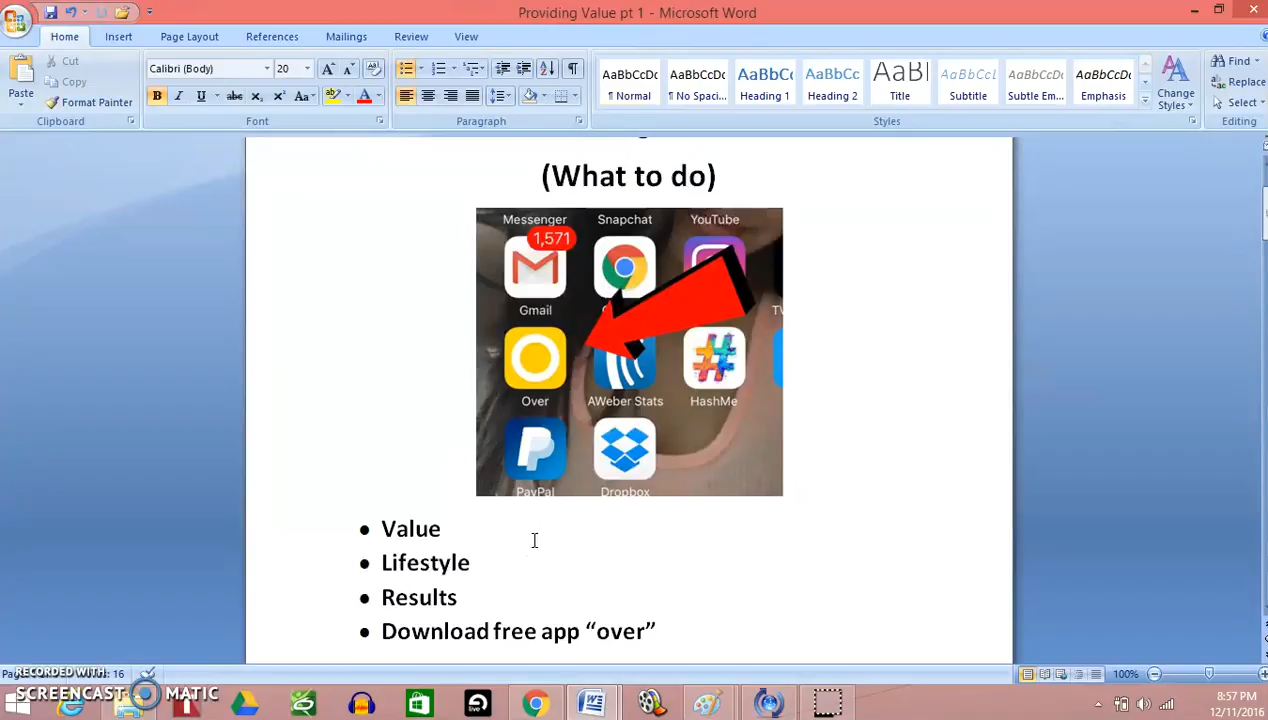 Providing Value pt 1 - Microsoft Word
Home Insert Page Layout References Mailings Review View
Cut
Copy
Paste
Format Painter
Clipboard
Calibri (Body) 20
Font
Paragraph
AaBbCcDc AaBbCcDc AaBbCc AaBbCc AaBbCcL AaBbCcDc AaBbCcDc
¶ Normal ¶ No Spaci... Heading 1 Heading 2 Title Subtitle Subtle Em... Emphasis
Change
Styles
Styles
Find
Replace
Select
Editing
(What to do)
Messenger Snapchat YouTube
1,571
Gmail
Over AWeber Stats HashMe
PayPal Dropbox
• Value
• Lifestyle
• Results
• Download free app “over”
16
100%
RECORDED WITH
SCREENCAST MATIC
live
8:57 PM
12/11/2016